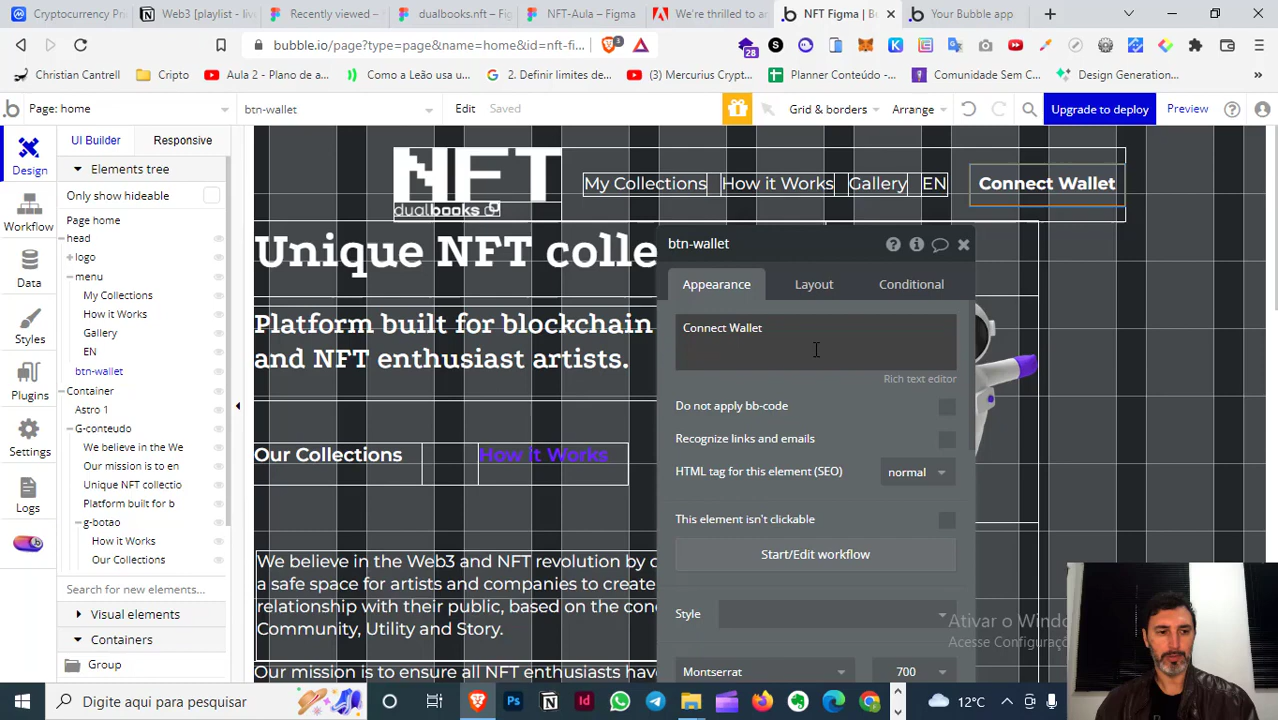 Cryptocurrency Pri
Web3 [playlist - live
Recently viewed –
dualbooks.nft – Fig
NFT-Aula – Figma
We're thrilled to an
NFT Figma | Bu
Your Bubble app
bubble.io/page?type=page&name=home&id=nft-fi...
28
Christian Cantrell
Cripto
Aula 2 - Plano de a...
Como a Leão usa u...
2. Definir limites de...
(3) Mercurius Crypt...
Planner Conteúdo ,...
Comunidade Sem C...
Design Generation...
Page: home
btn-wallet
Edit
Saved
Grid & borders
Arrange
Upgrade to deploy
Preview
Design
Workflow
Data
Styles
Plugins
Settings
Logs
UI Builder
Responsive
Elements tree
Only show hideable
Page home
head
logo
menu
My Collections
How it Works
Gallery
EN
btn-wallet
Container
Astro 1
G-conteudo
We believe in the We
Our mission is to en
Unique NFT collectio
Platform built for b
g-botao
How it Works
Our Collections
Search for new elements...
Visual elements
Containers
Group
NFT
dualbooks
My Collections
How it Works
Gallery
EN
Connect Wallet
Unique NFT colle
Platform built for blockchain
and NFT enthusiast artists.
Our Collections
How it Works
We believe in the Web3 and NFT revolution by c
a safe space for artists and companies to create
relationship with their public, based on the con
Community, Utility and Story.
Our mission is to ensure all NFT enthusiasts hav
btn-wallet
Appearance
Layout
Conditional
Connect Wallet
Rich text editor
Do not apply bb-code
Recognize links and emails
HTML tag for this element (SEO)
normal
This element isn't clickable
Start/Edit workflow
Style
Montserrat
700
Ativar o Windo
Acesse Configuraçõ
Digite aqui para pesquisar
12°C